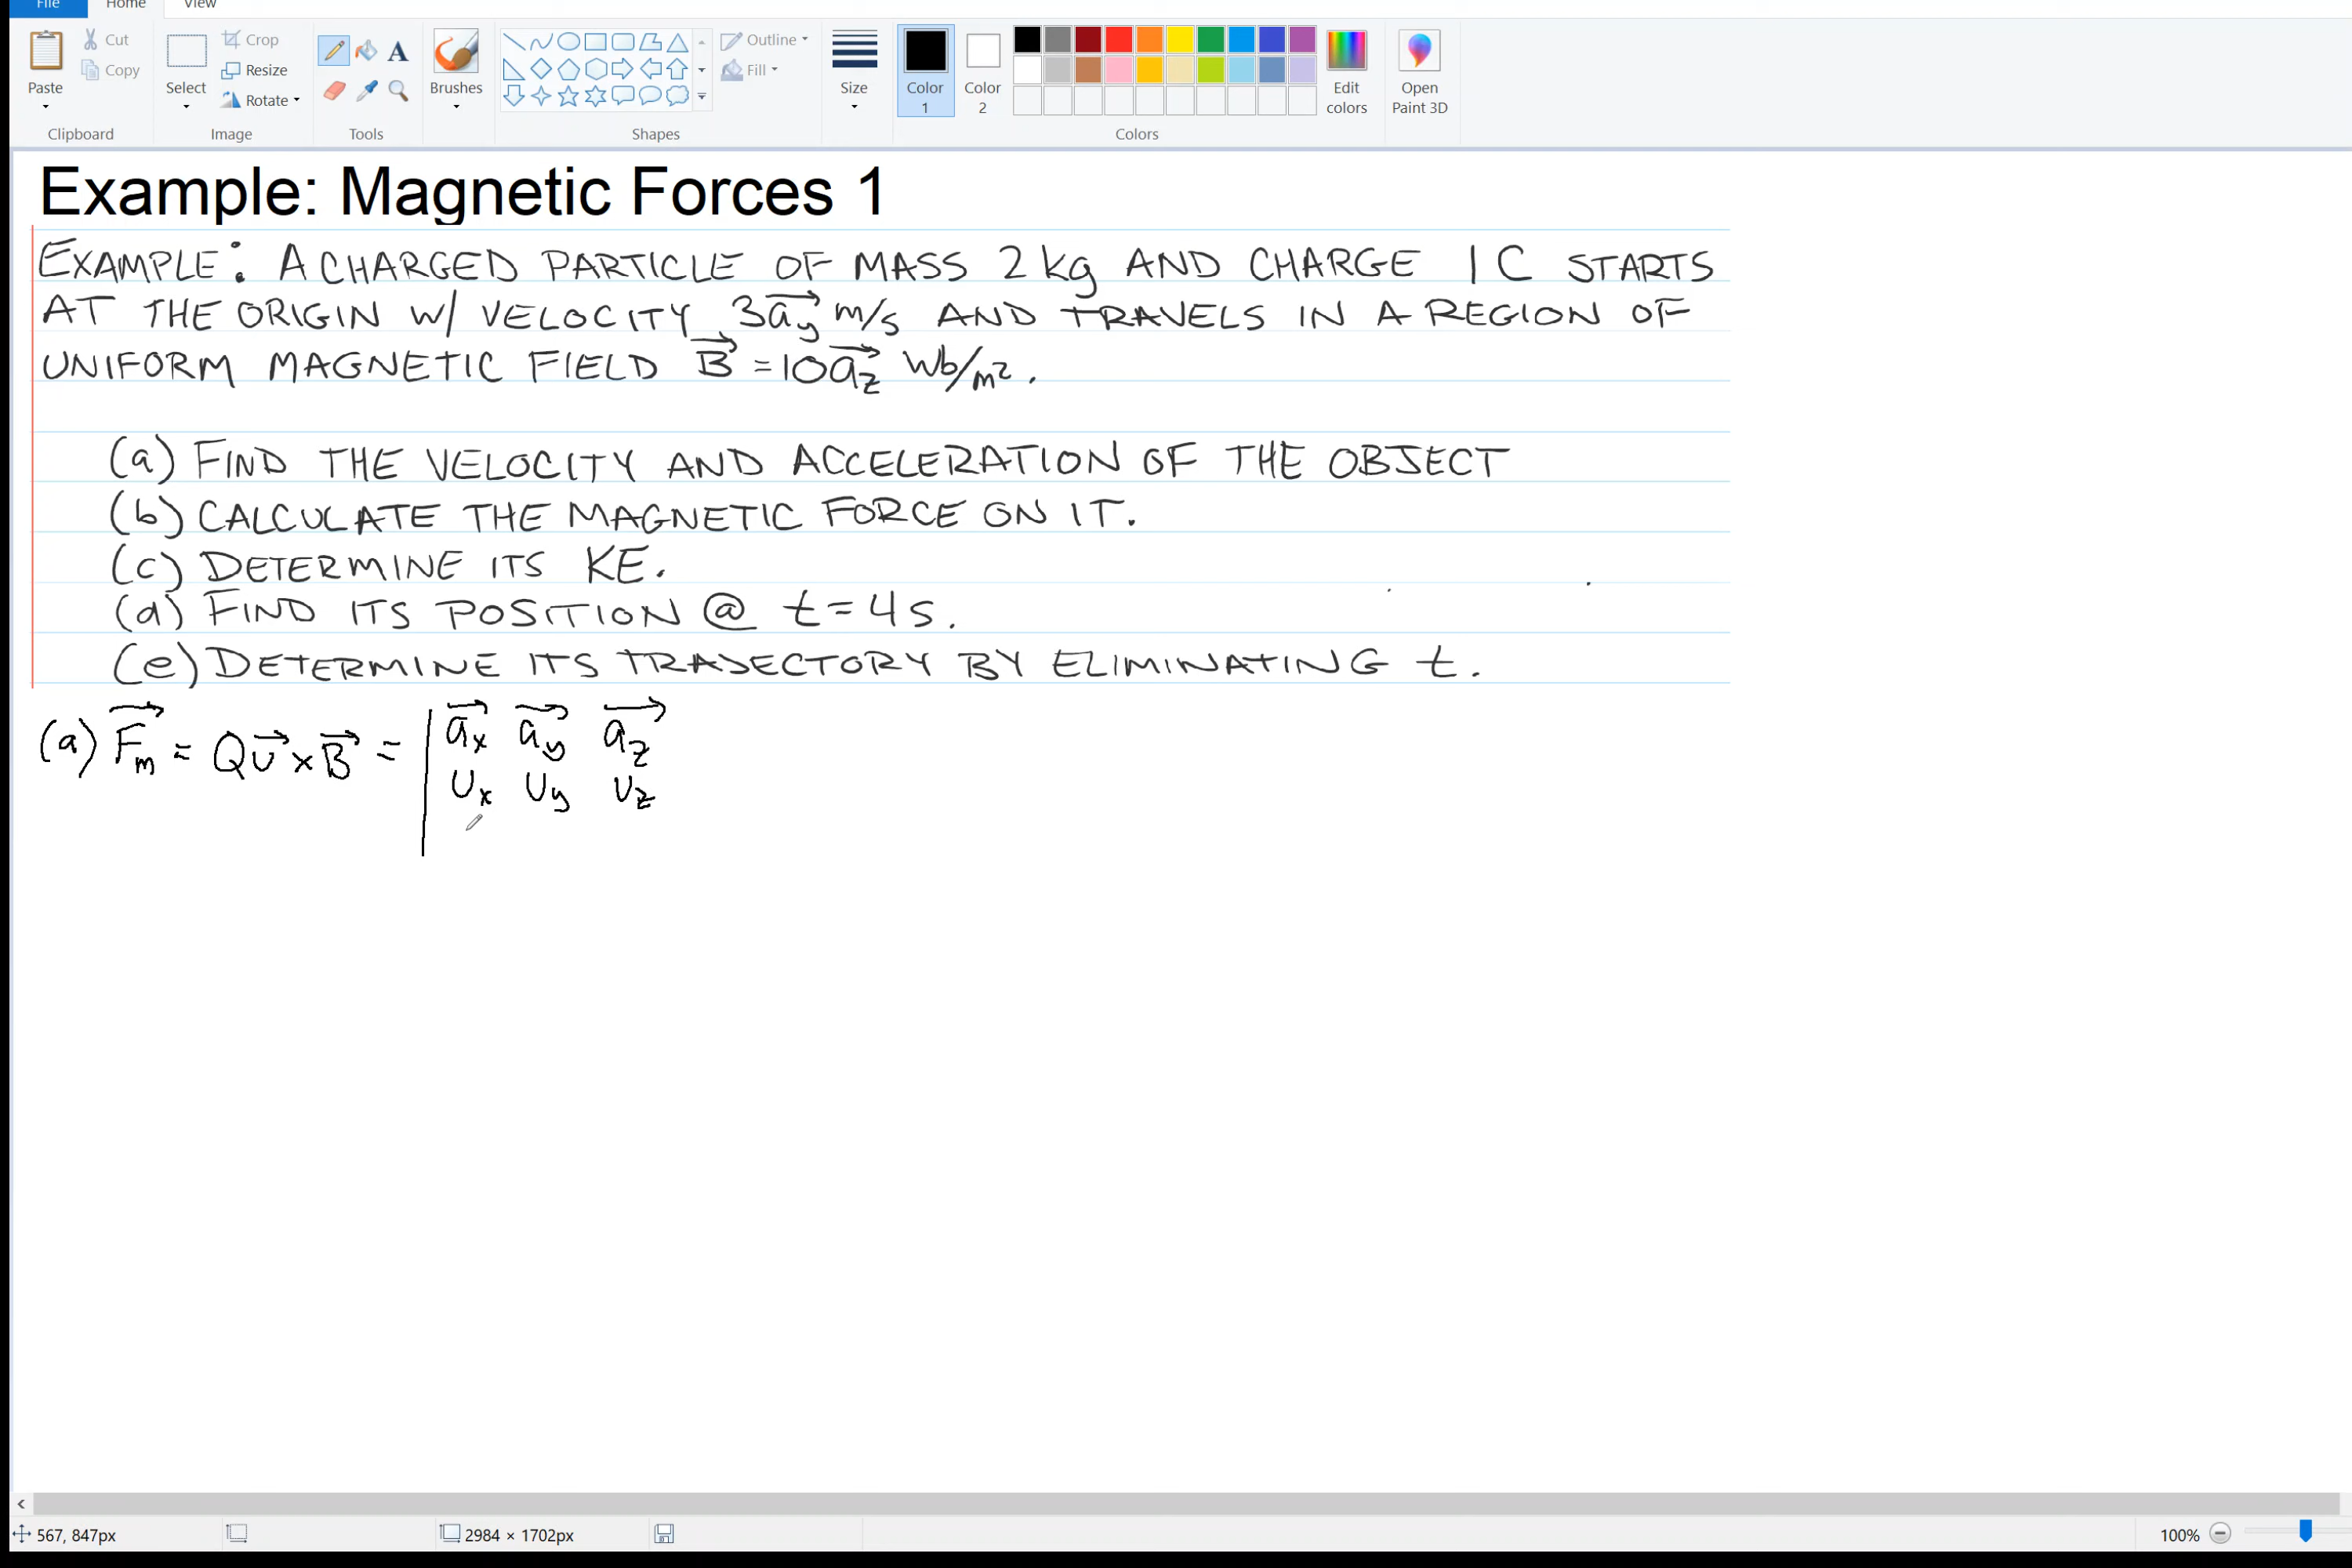 File Home View
Paste Cut Copy Clipboard
Select Crop Resize Rotate Image
A Tools
Brushes
Outline Fill Shapes
Size
Color 1 Color 2 Edit colors Colors
Open Paint 3D
Example: Magnetic Forces 1
EXAMPLE: A CHARGED PARTICLE OF MASS 2 kg AND CHARGE 1 C STARTS
AT THE ORIGIN W/ VELOCITY 3a⃗y m/s AND TRAVELS IN A REGION OF
UNIFORM MAGNETIC FIELD B⃗ = 10a⃗z Wb/m².
(a) FIND THE VELOCITY AND ACCELERATION OF THE OBJECT
(b) CALCULATE THE MAGNETIC FORCE ON IT.
(c) DETERMINE ITS KE.
(d) FIND ITS POSITION @ t = 4 s.
(e) DETERMINE ITS TRAJECTORY BY ELIMINATING t.
(a) F⃗m = Qu⃗ × B⃗ = | a⃗x a⃗y a⃗z
Ux Uy Uz
567, 847px 2984 × 1702px 100%